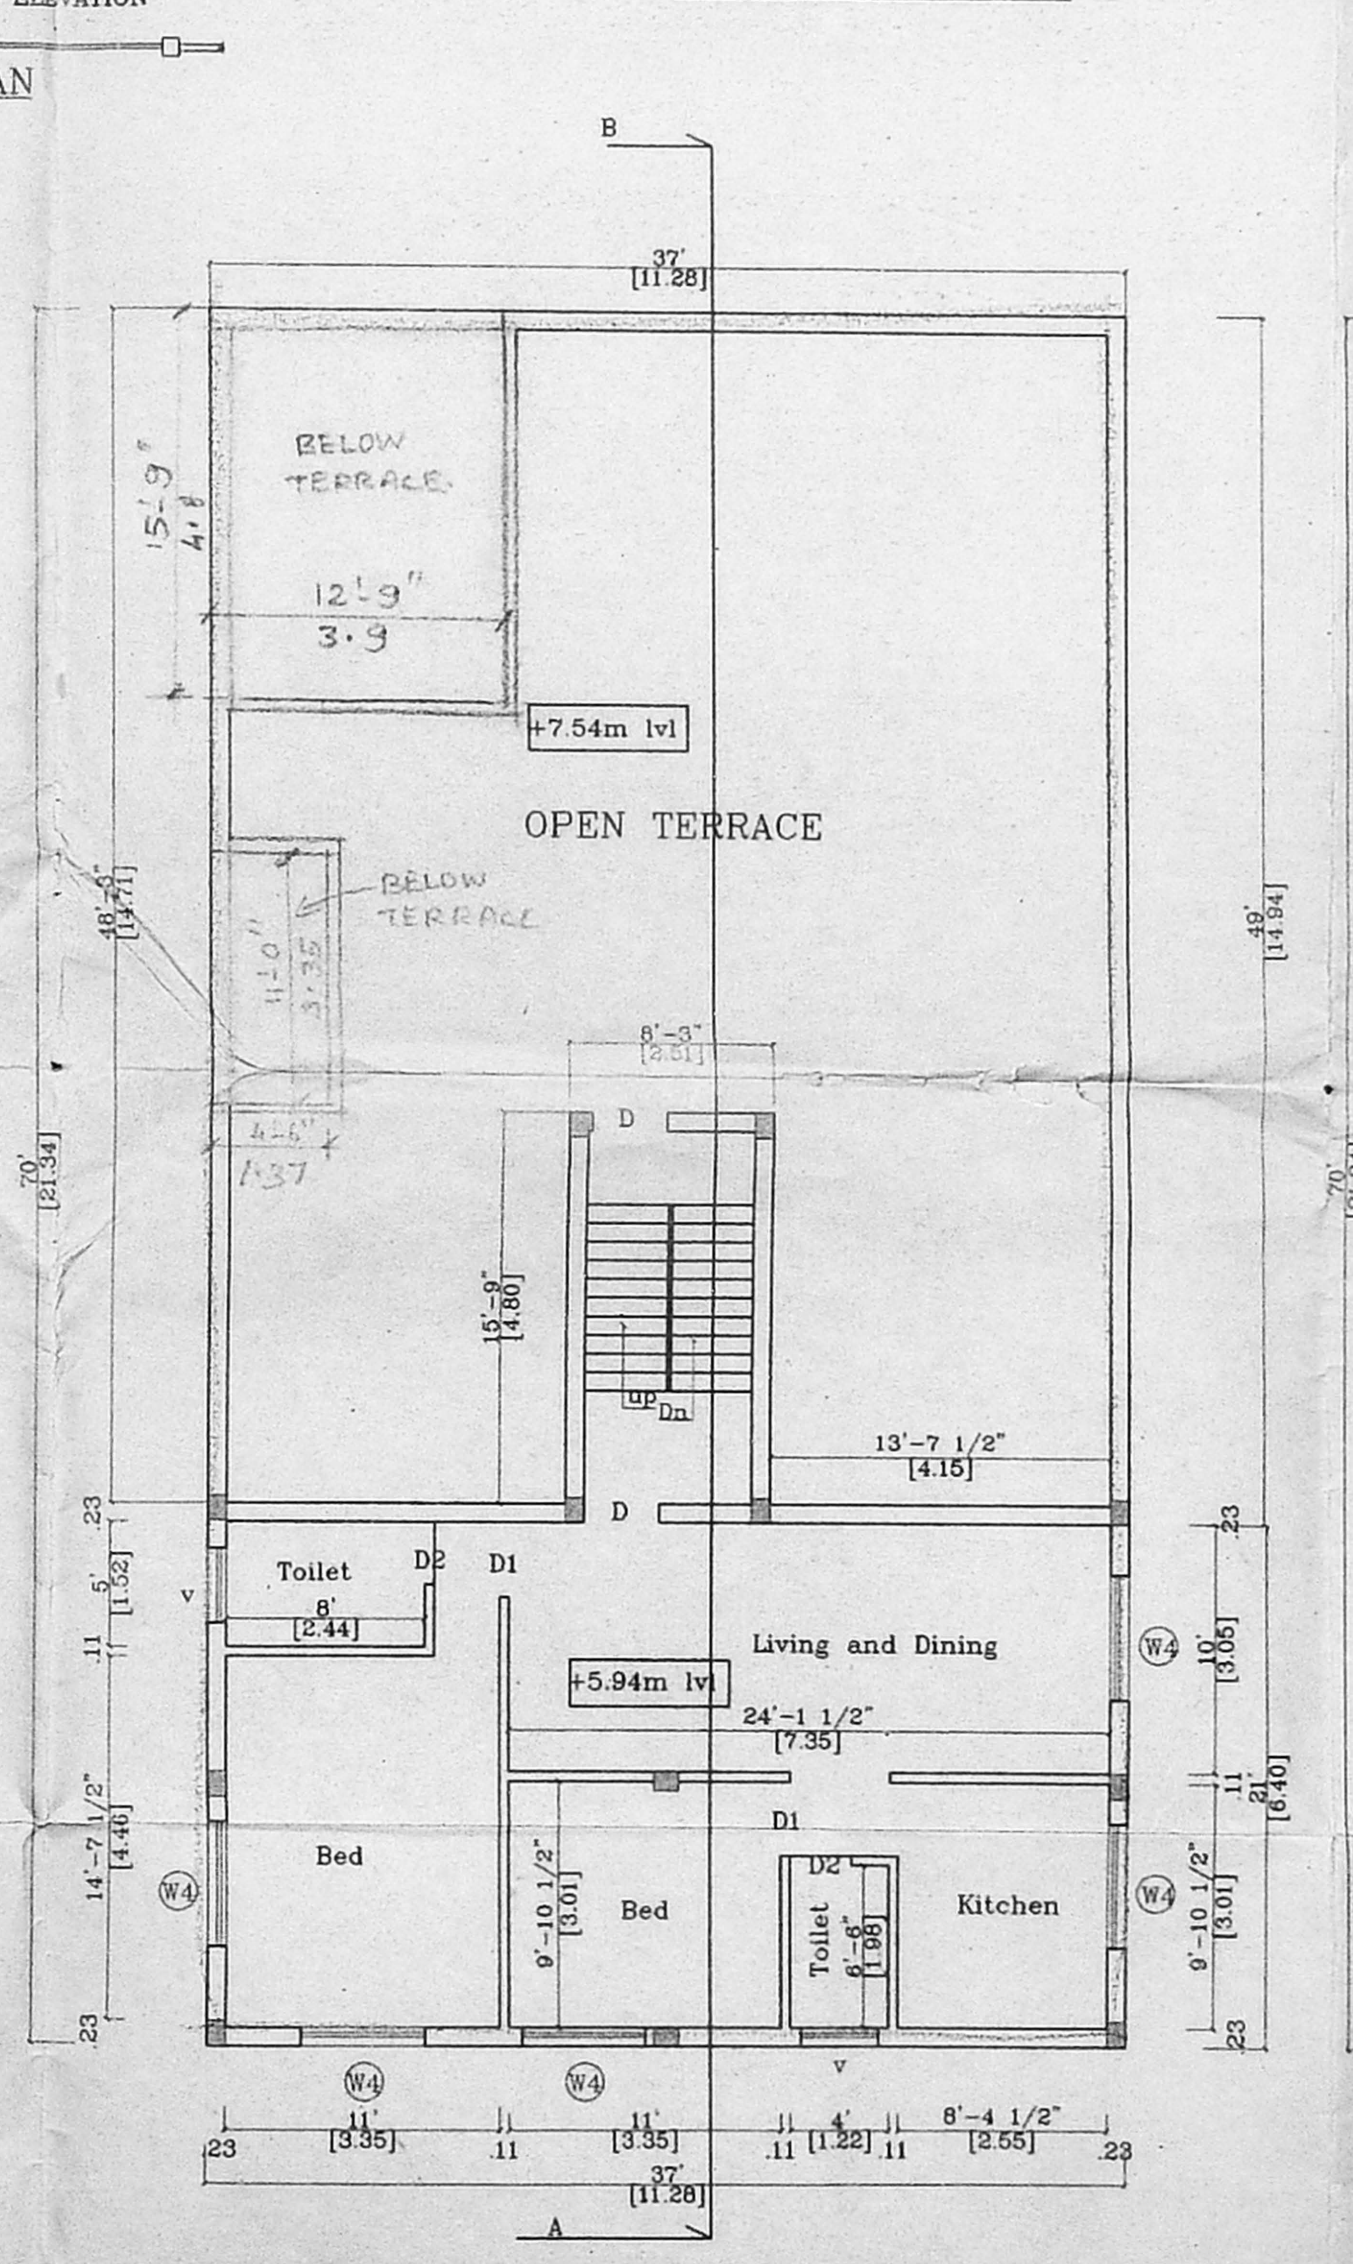 ELEVATION
AN
B
37'
[11.28]
BELOW
TERRACE
15'-9"
4.8
12'-9"
3.9
+7.54m lvl
OPEN TERRACE
BELOW
TERRACE
48'-3"
[14.71]
49'
[14.94]
11'-0"
3.35
8'-3"
[2.51]
D
4'-6"
1.37
70'
[21.34]
70'
15'-9"
[4.80]
up
Dn
13'-7 1/2"
[4.15]
.23
D
.23
Toilet
D2
D1
v
5'
[1.52]
8'
[2.44]
.11
Living and Dining
W4
10'
[3.05]
+5.94m lvl
24'-1 1/2"
[7.35]
.11
21'
[6.40]
D1
14'-7 1/2"
[4.46]
Bed
W4
9'-10 1/2"
[3.01]
Bed
D2
Toilet
6'-6"
[1.98]
Kitchen
W4
9'-10 1/2"
[3.01]
.23
.23
W4
W4
v
11'
[3.35]
11'
[3.35]
4'
[1.22]
8'-4 1/2"
[2.55]
.23
.11
.11
.11
.23
37'
[11.28]
A